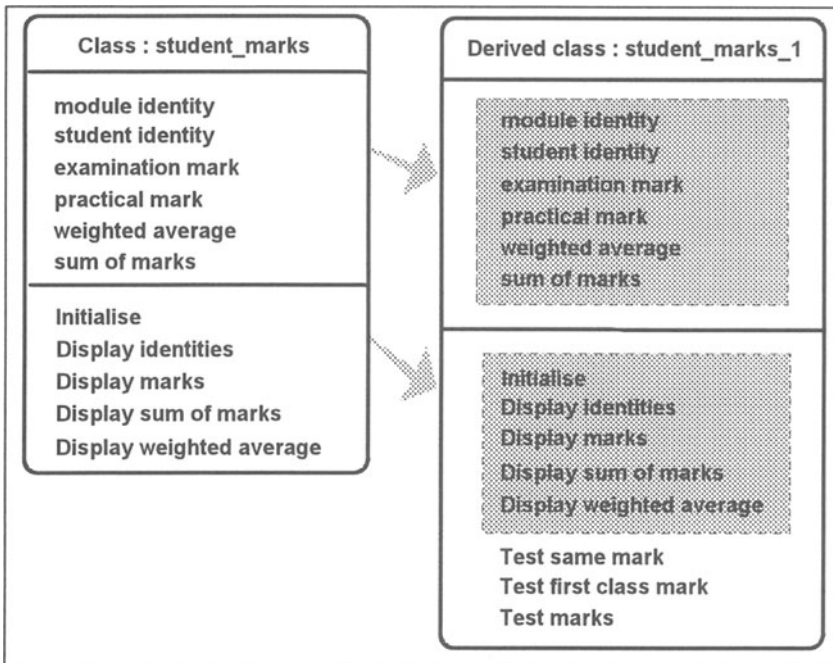 Class : student_marks
module identity
student identity
examination mark
practical mark
weighted average
sum of marks
Initialise
Display identities
Display marks
Display sum of marks
Display weighted average
Derived class : student_marks_1
module identity
student identity
examination mark
practical mark
weighted average
sum of marks
Initialise
Display identities
Display marks
Display sum of marks
Display weighted average
Test same mark
Test first class mark
Test marks